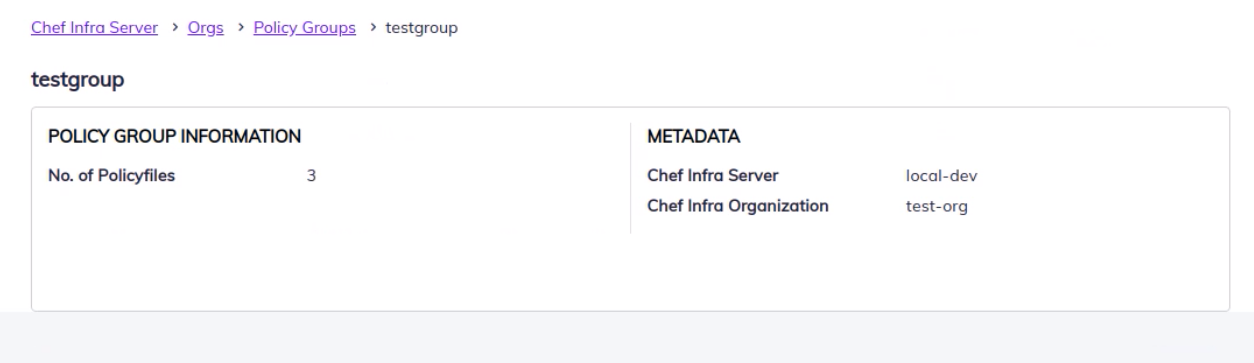 Chef Infra Server > Orgs > Policy Groups > testgroup
testgroup
POLICY GROUP INFORMATION
No. of Policyfiles 3
METADATA
Chef Infra Server local-dev
Chef Infra Organization test-org